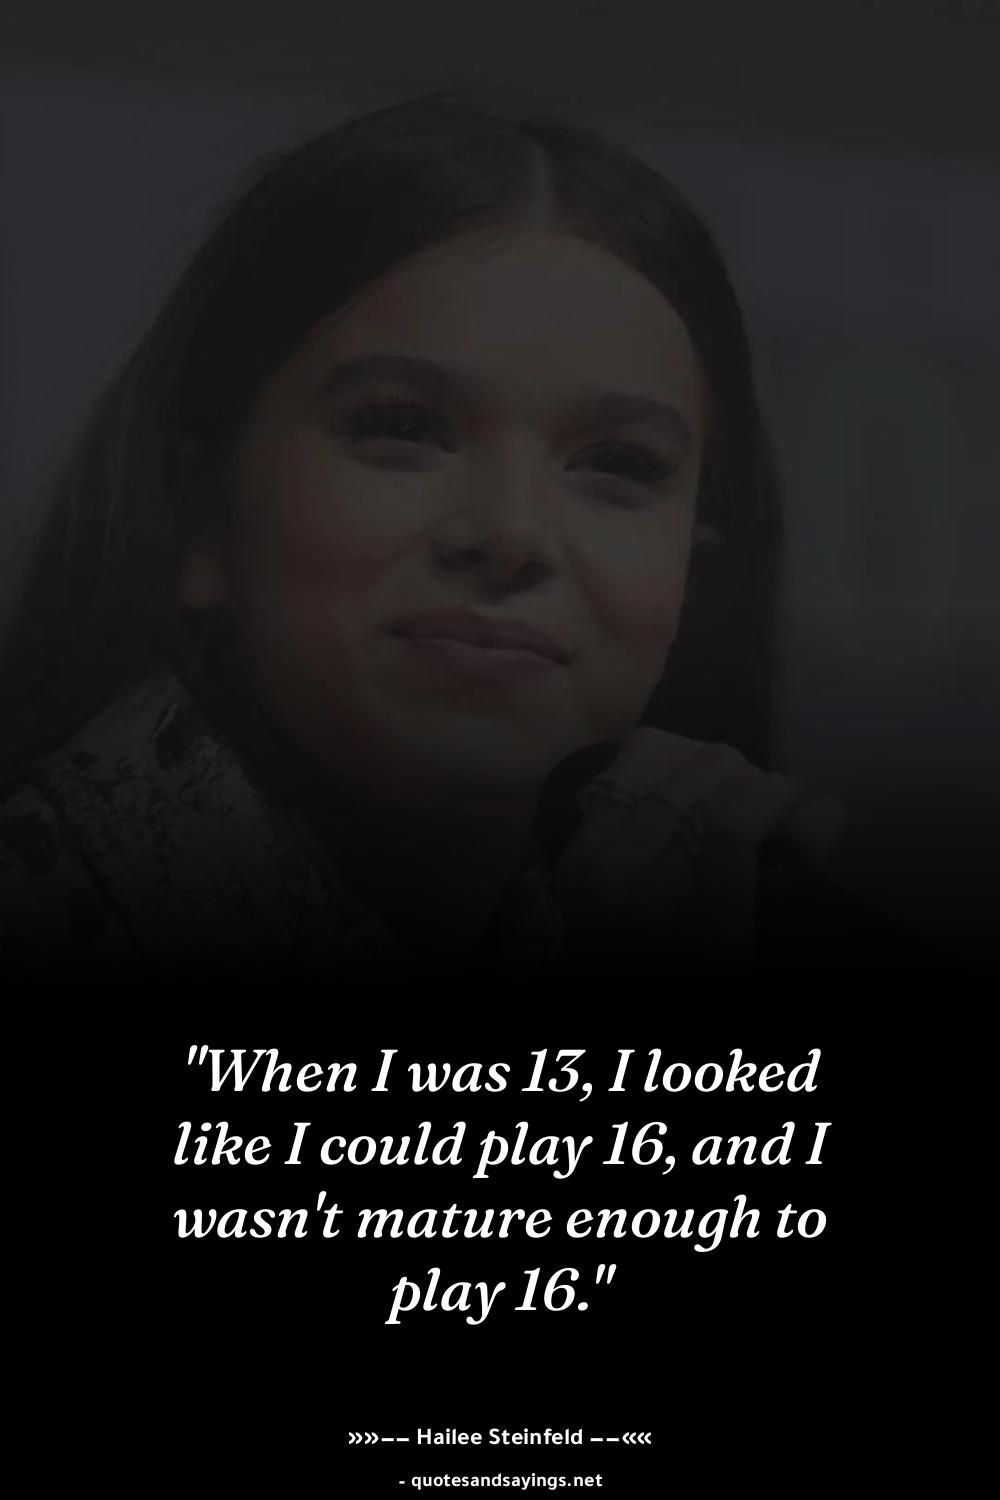 "When I was 13, I looked
like I could play 16, and I
wasn't mature enough to
play 16."
»»−− Hailee Steinfeld −−««
- quotesandsayings.net